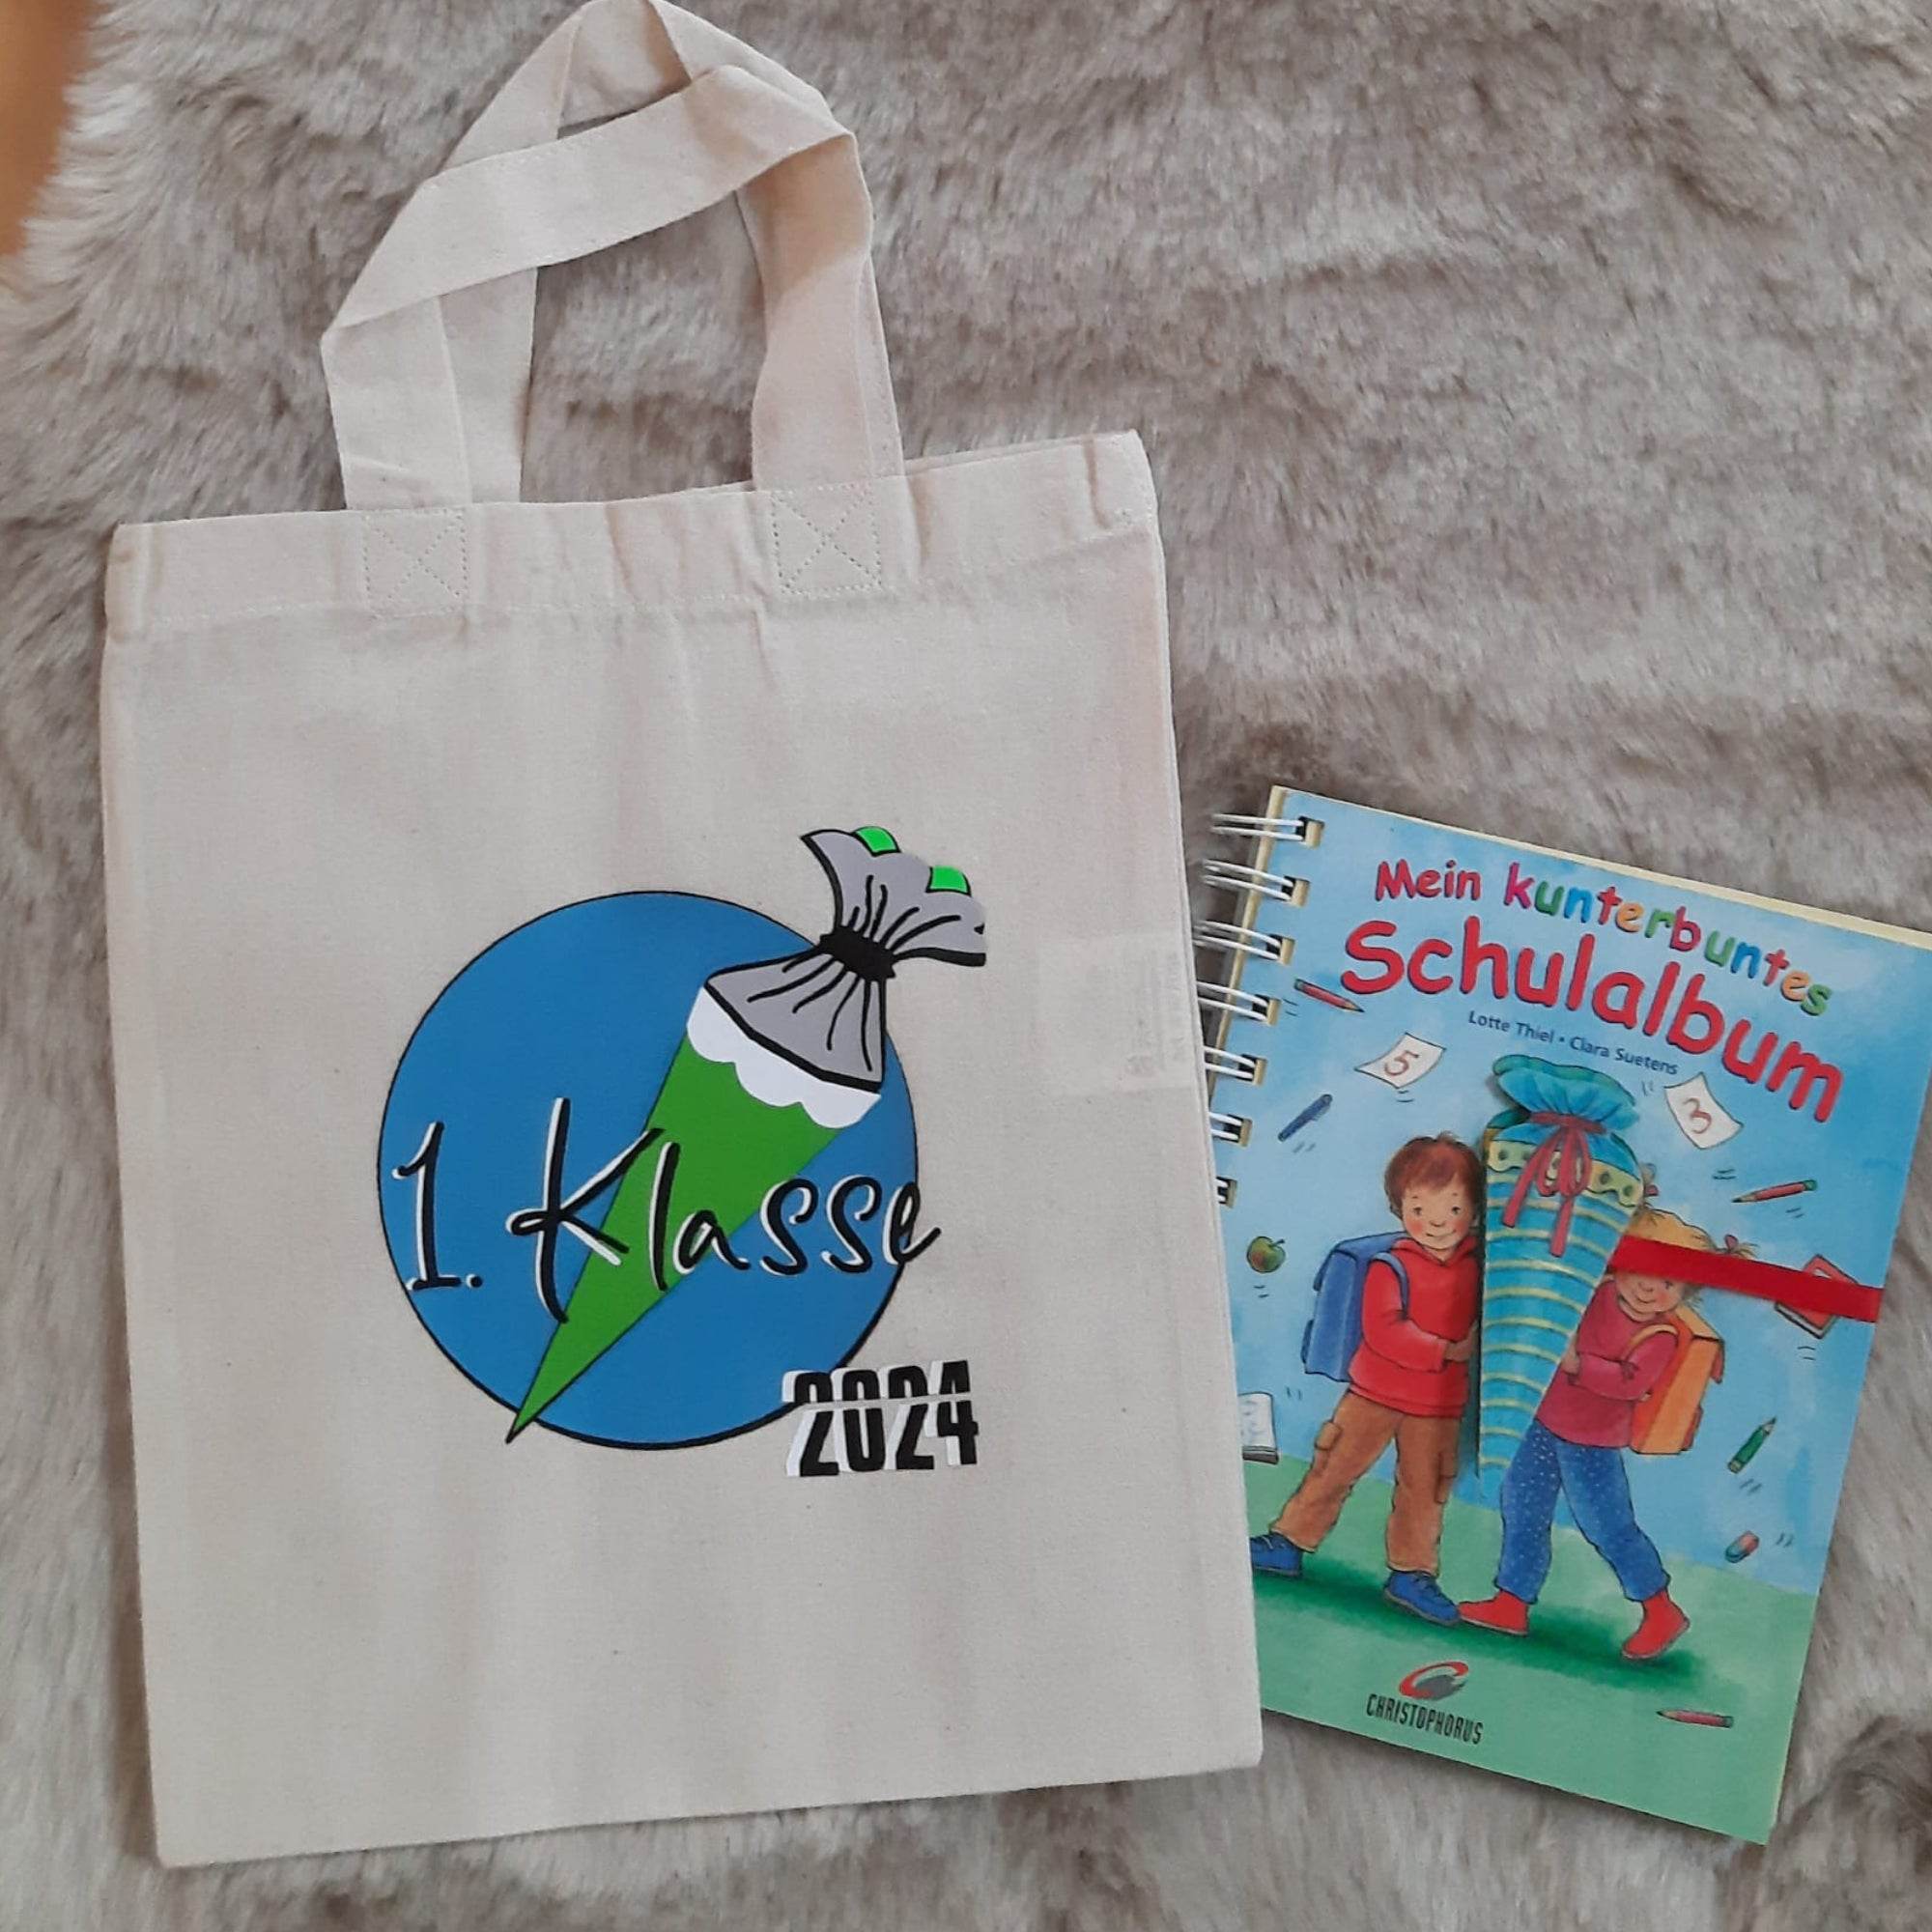 1. Klasse
2024
Mein kunterbuntes
Schulalbum
Lotte Thiel • Clara Suetens
5
3
CHRISTOPHORUS